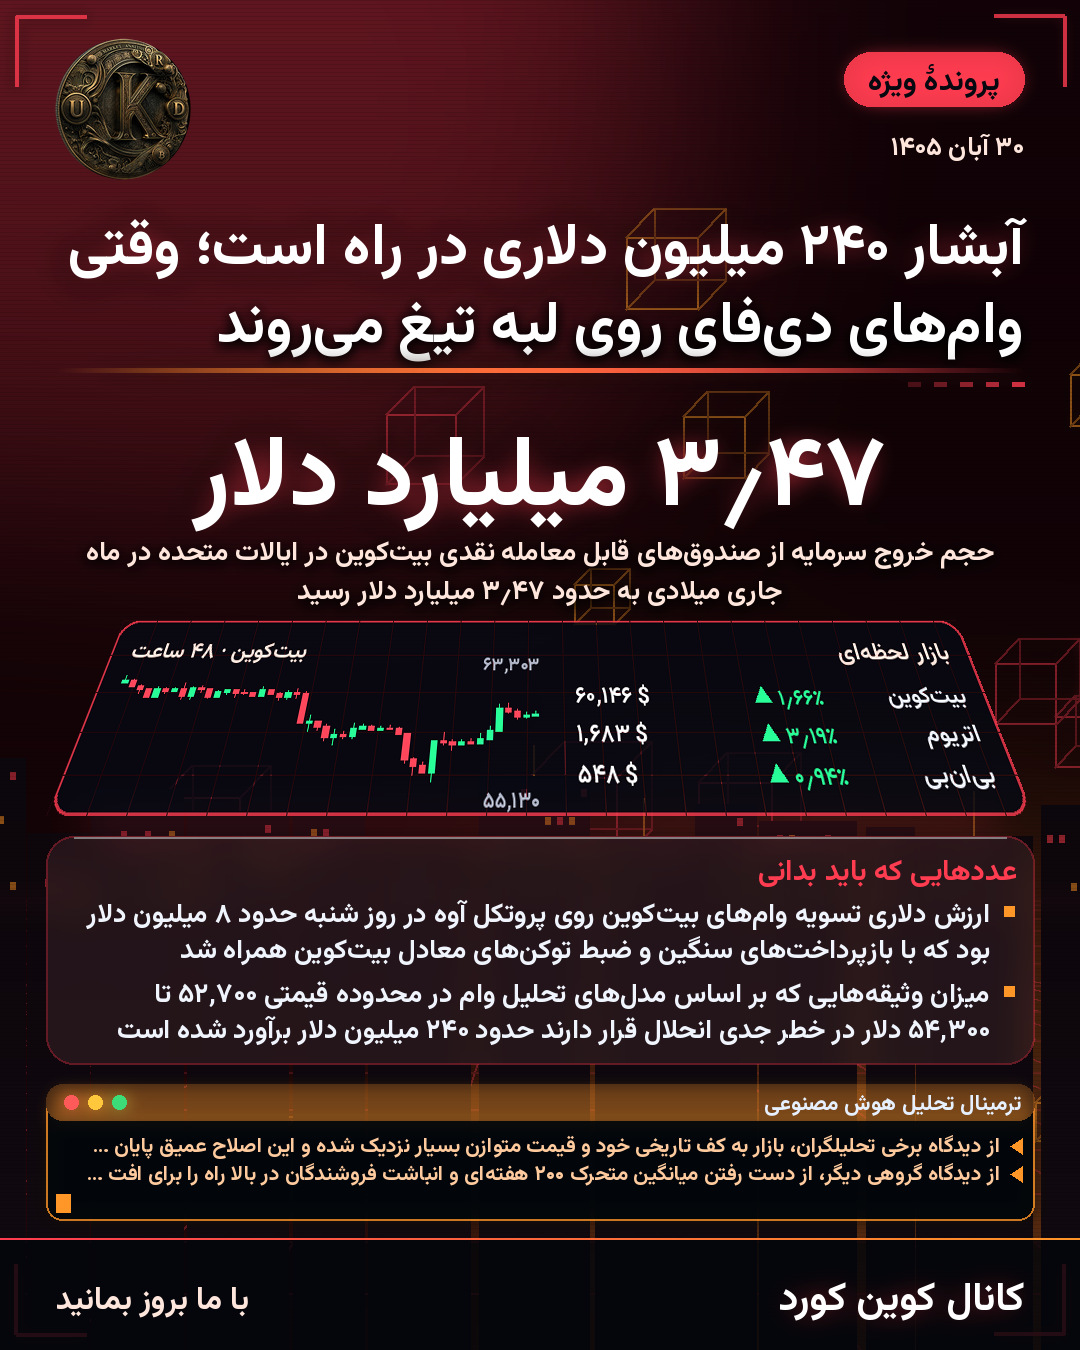 پروندهٔ ویژه
۳۰ آبان ۱۴۰۵
آبشار ۲۴۰ میلیون دلاری در راه است؛ وقتی
وام‌های دی‌فای روی لبه تیغ می‌روند
۳٫۴۷ میلیارد دلار
حجم خروج سرمایه از صندوق‌های قابل معامله نقدی بیت‌کوین در ایالات متحده در ماه
جاری میلادی به حدود ۳٫۴۷ میلیارد دلار رسید
بازار لحظه‌ای
بیت‌کوین ▲ ۱٫۶۶٪ ۶۰,۱۴۶ $
اتریوم ▲ ۳٫۱۹٪ ۱,۶۸۳ $
بی‌ان‌بی ▲ ۰٫۹۴٪ ۵۴۸ $
بیت‌کوین · ۴۸ ساعت
۶۳,۳۰۳
۵۵,۱۳۰
عددهایی که باید بدانی
ارزش دلاری تسویه وام‌های بیت‌کوین روی پروتکل آوه در روز شنبه حدود ۸ میلیون دلار
بود که با بازپرداخت‌های سنگین و ضبط توکن‌های معادل بیت‌کوین همراه شد
میزان وثیقه‌هایی که بر اساس مدل‌های تحلیل وام در محدوده قیمتی ۵۲,۷۰۰ تا
۵۴,۳۰۰ دلار در خطر جدی انحلال قرار دارند حدود ۲۴۰ میلیون دلار برآورد شده است
ترمینال تحلیل هوش مصنوعی
از دیدگاه برخی تحلیلگران، بازار به کف تاریخی خود و قیمت متوازن بسیار نزدیک شده و این اصلاح عمیق پایان ...
از دیدگاه گروهی دیگر، از دست رفتن میانگین متحرک ۲۰۰ هفته‌ای و انباشت فروشندگان در بالا راه را برای افت ...
کانال کوین کورد
با ما بروز بمانید